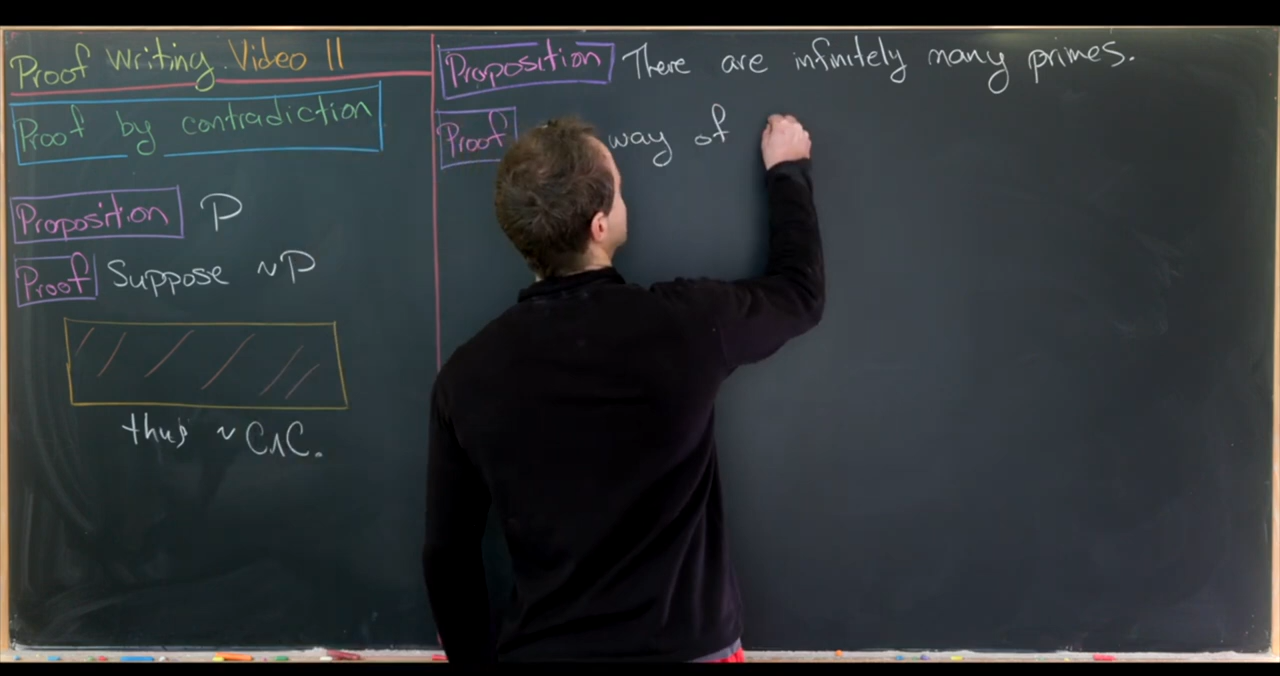 Proof Writing Video 11
Proof by contradiction
Proposition P
Proof Suppose ~P
thus ~C∧C.
Proposition There are infinitely many primes.
Proof way of